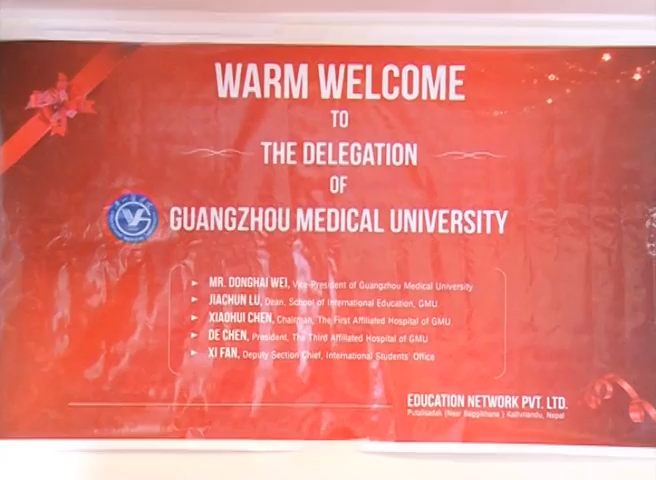 WARM WELCOME
TO
THE DELEGATION
OF
GUANGZHOU MEDICAL UNIVERSITY
► MR. DONGHAI WEI, Vice-President of Guangzhou Medical University
► JIACHUN LU, Dean, School of International Education, GMU.
► XIAOHUI CHEN, Chairman, The First Affiliated Hospital of GMU
► DE CHEN, President, The Third Affiliated Hospital of GMU
► XI FAN, Deputy Section Chief, International Students' Office
EDUCATION NETWORK PVT. LTD.
Putalisadak (Near Baggikhana) Kathmandu, Nepal